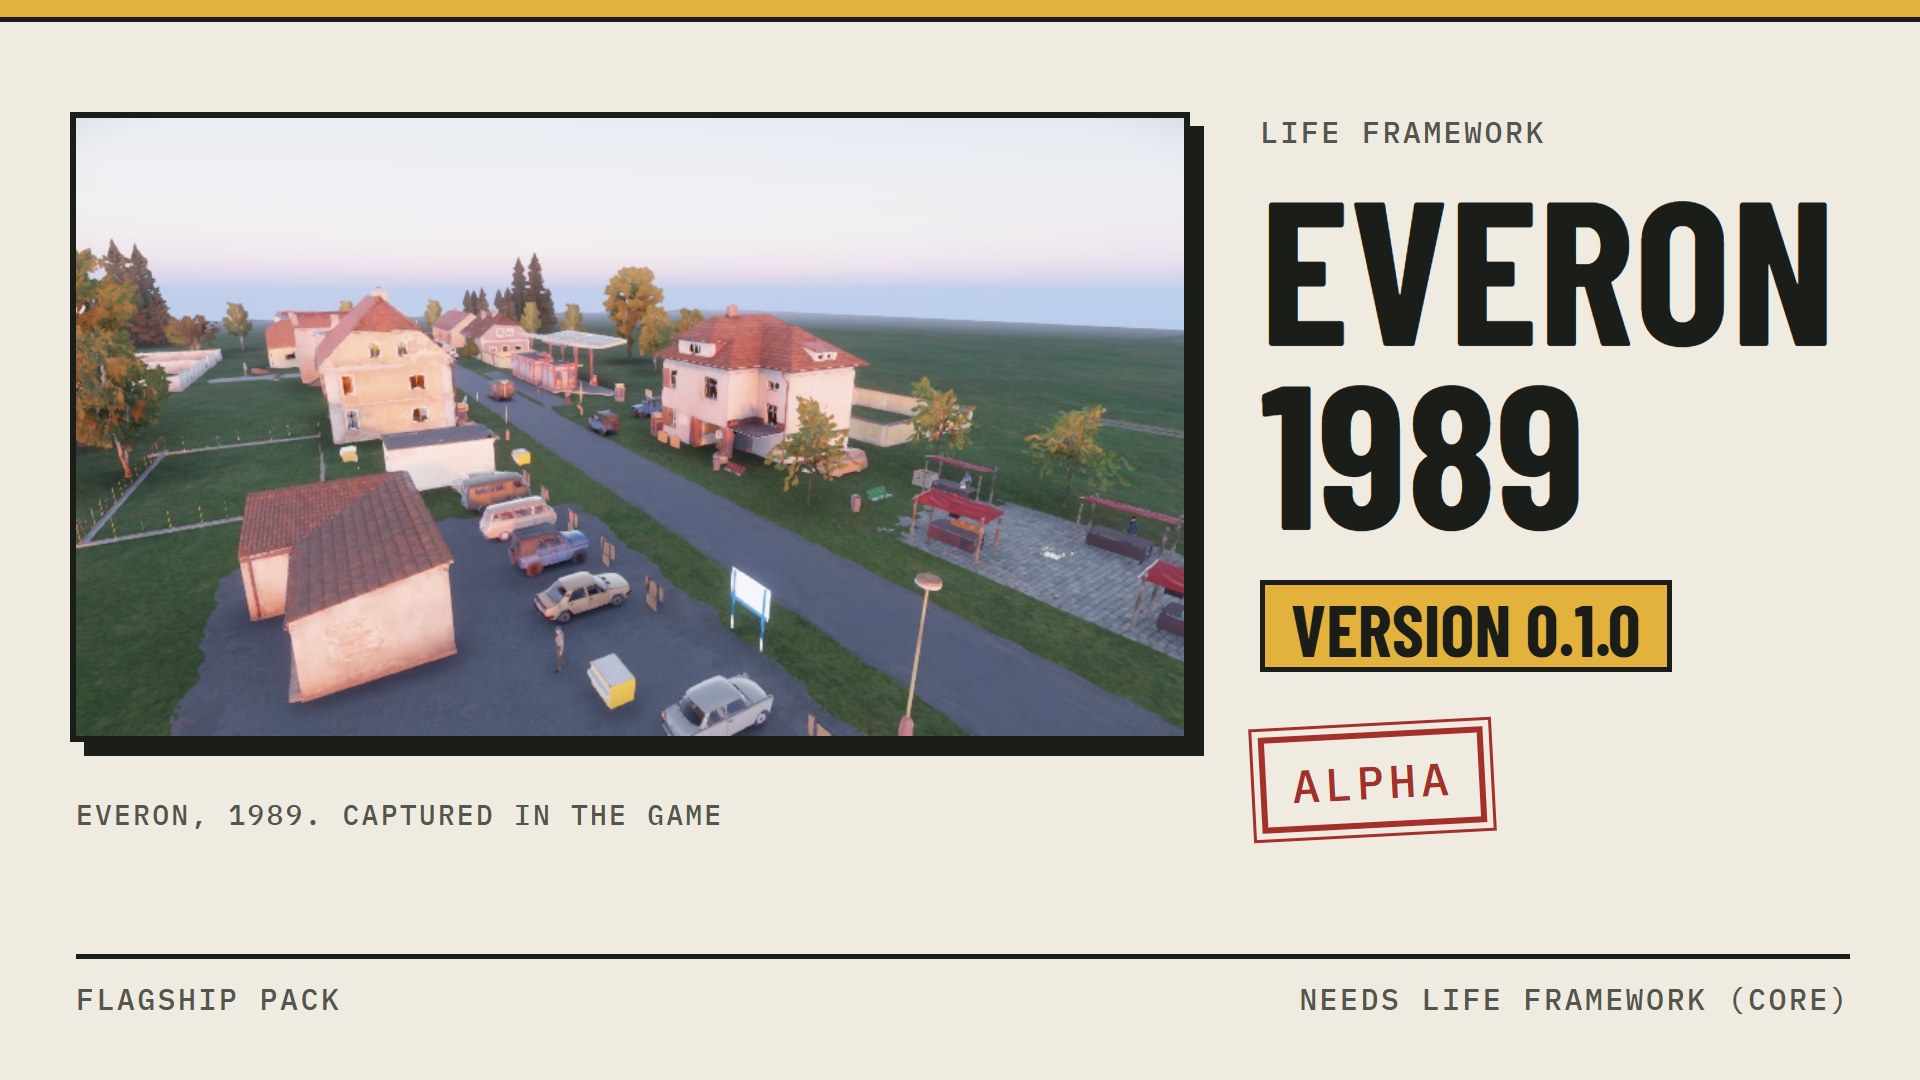 LIFE FRAMEWORK
EVERON
1989
VERSION 0.1.0
ALPHA
EVERON, 1989. CAPTURED IN THE GAME
FLAGSHIP PACK
NEEDS LIFE FRAMEWORK (CORE)